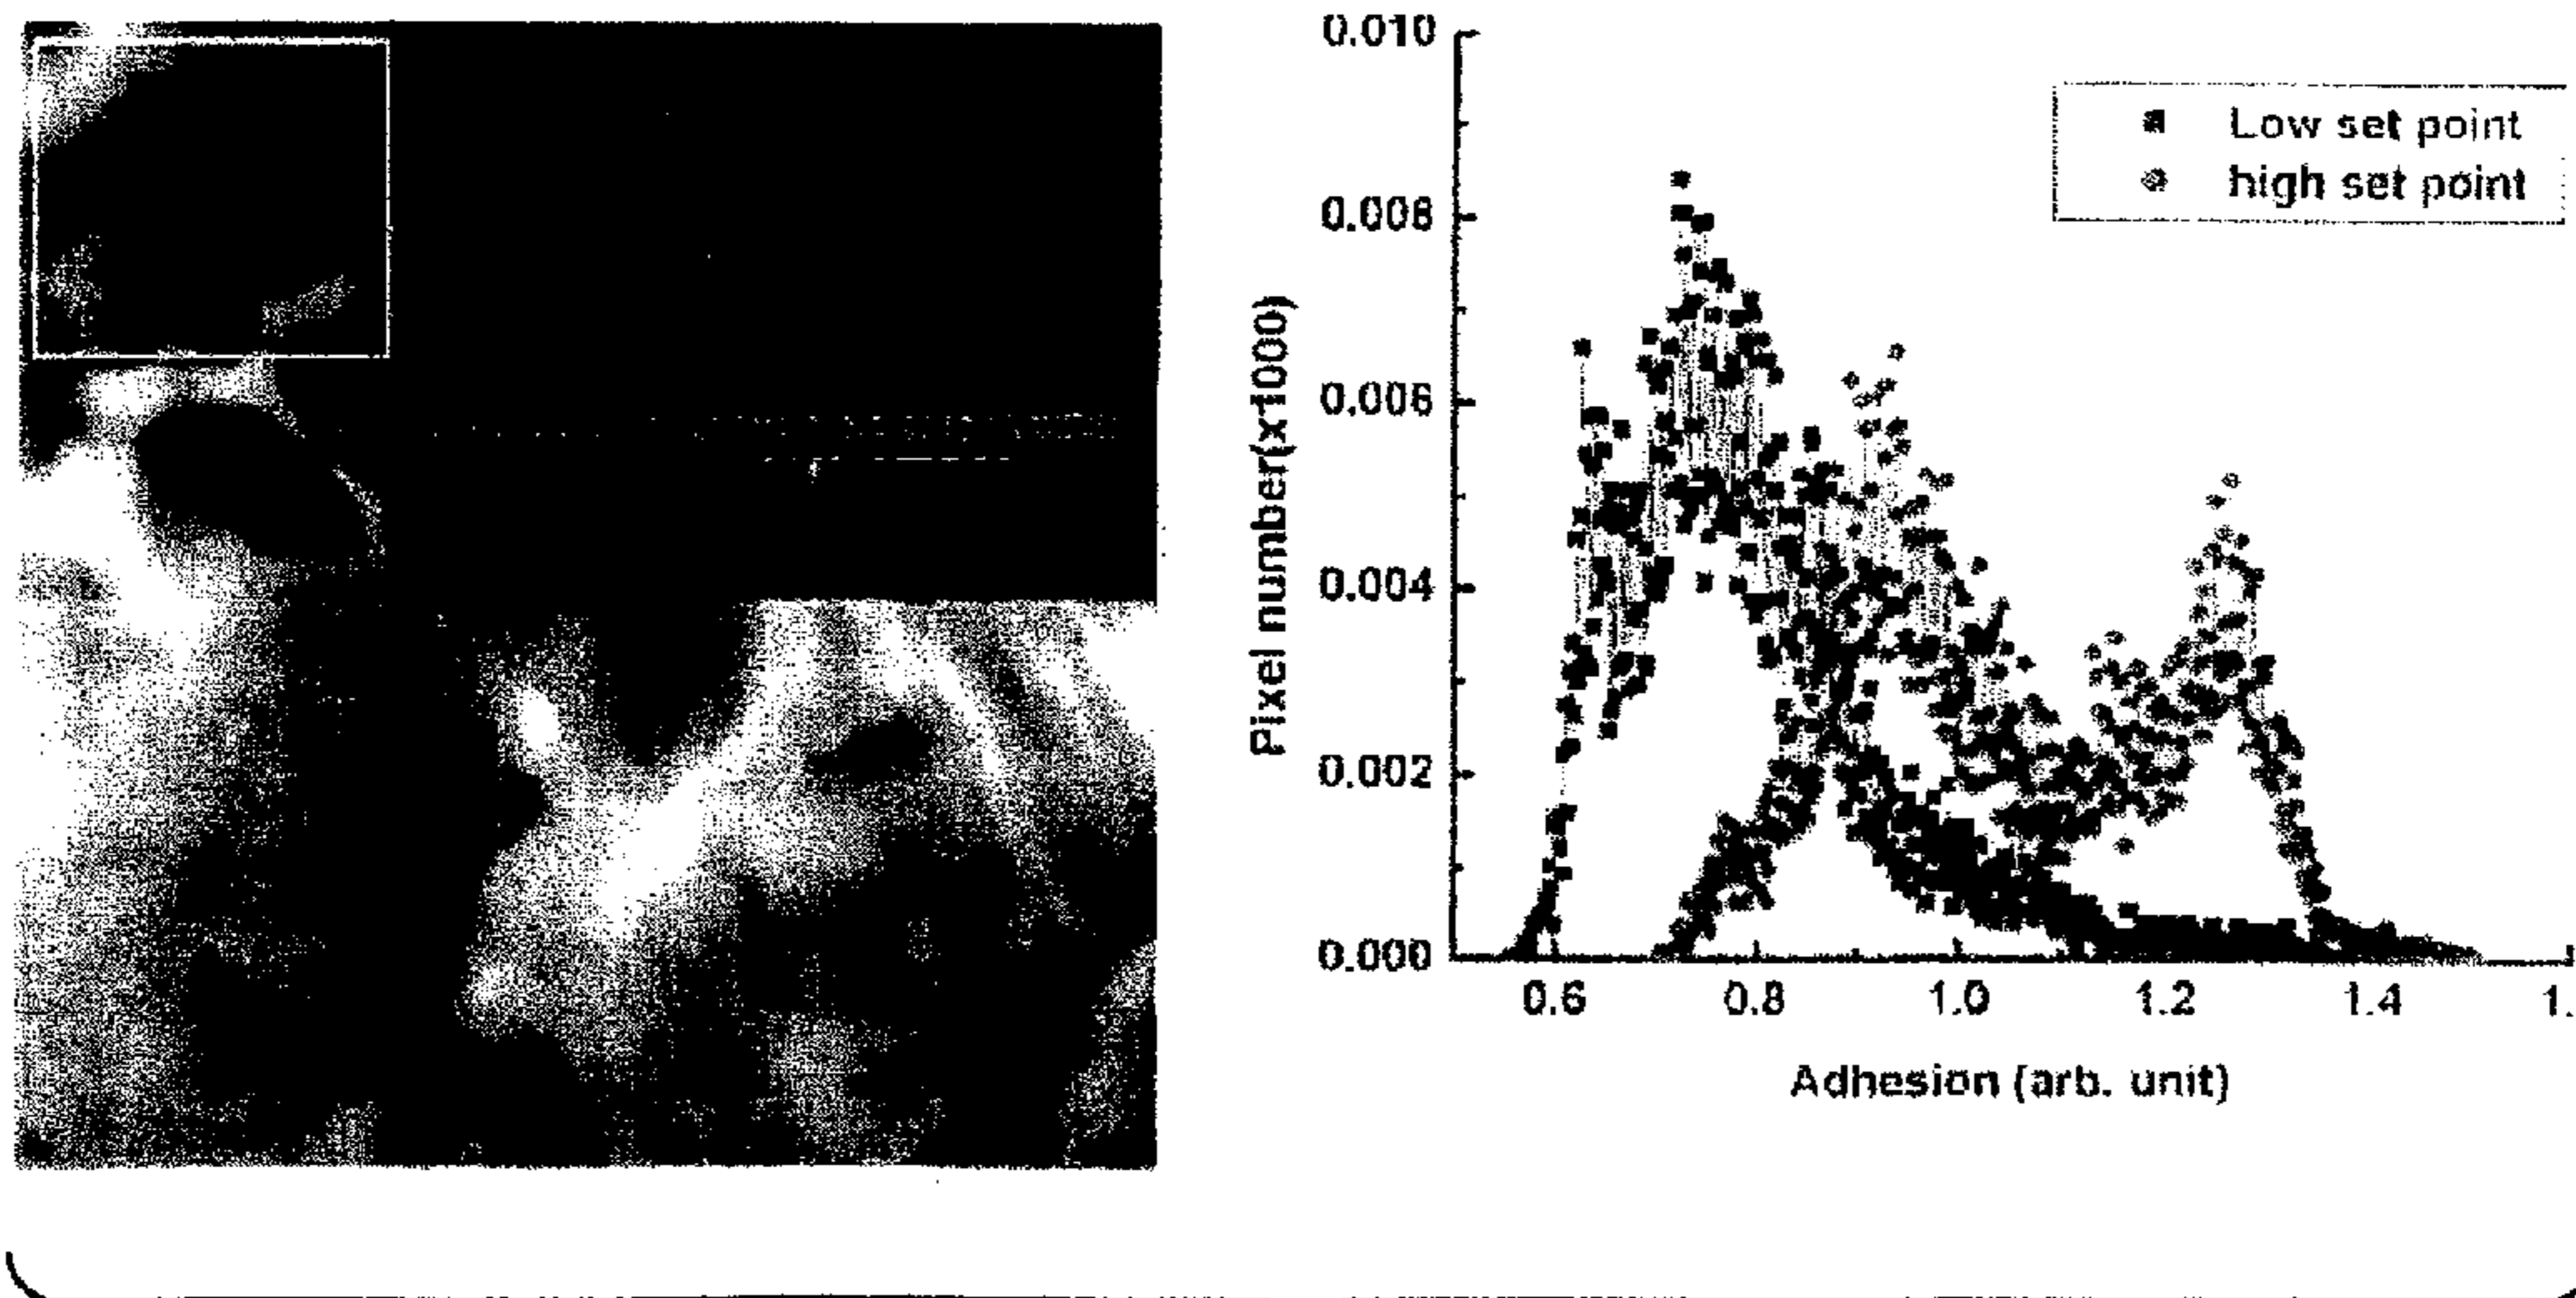 0.010
0.008
0.006
0.004
0.002
0.000
Pixel number(x1000)
Low set point
high set point
0.6 0.8 1.0 1.2 1.4 1.
Adhesion (arb. unit)